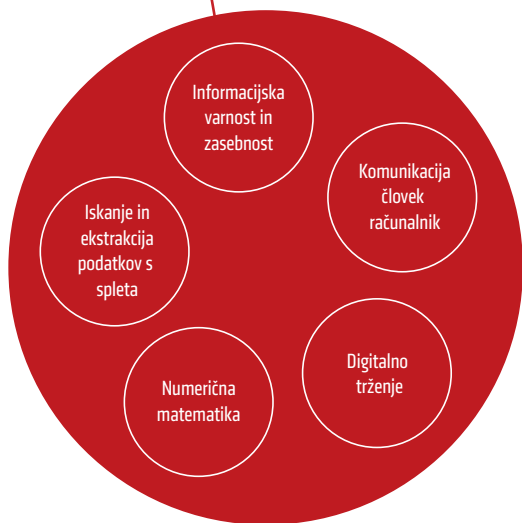 Informacijska
varnost in
zasebnost
Komunikacija
človek
računalnik
Iskanje in
ekstrakcija
podatkov s
spleta
Digitalno
trženje
Numerična
matematika